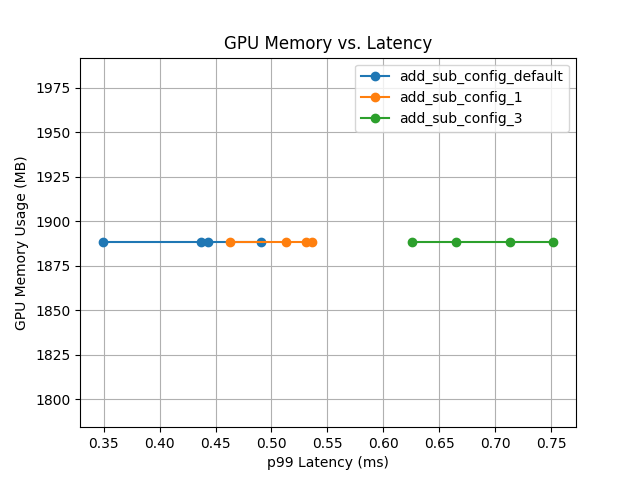 GPU Memory vs. Latency
add_sub_config_default
add_sub_config_1
add_sub_config_3
GPU Memory Usage (MB)
1975
1950
1925
1900
1875
1850
1825
1800
0.35 0.40 0.45 0.50 0.55 0.60 0.65 0.70 0.75
p99 Latency (ms)